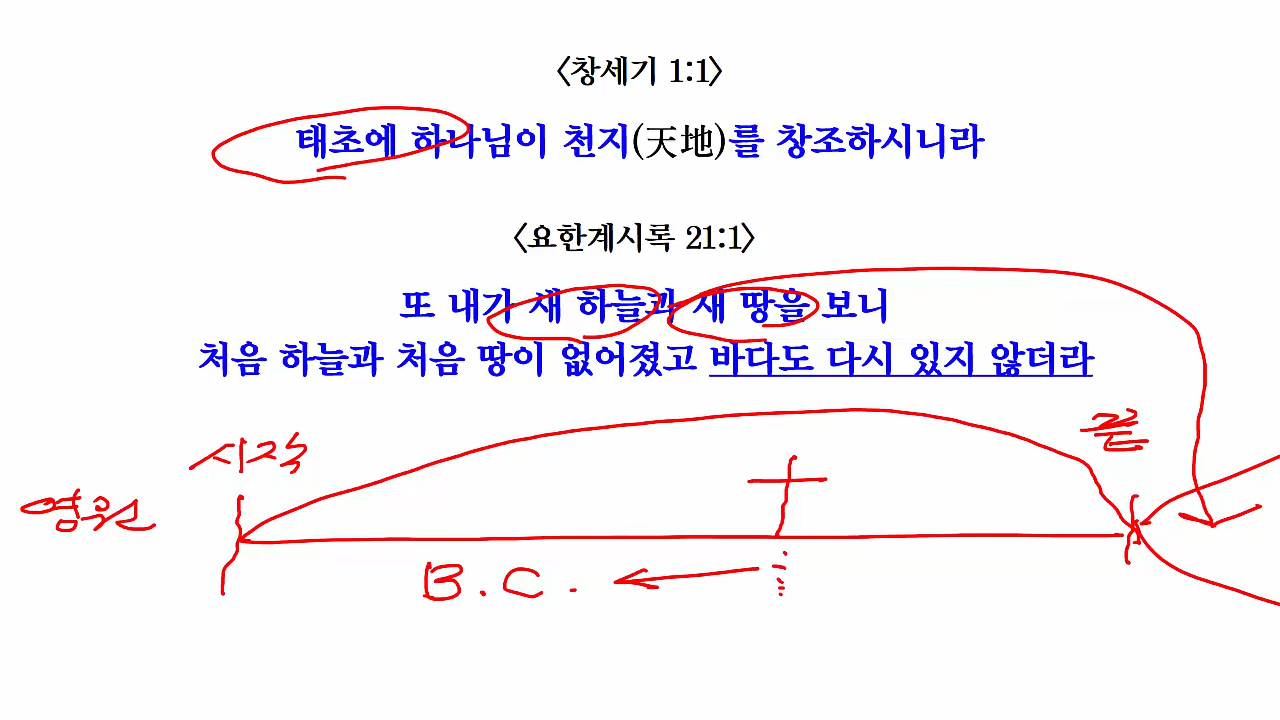 〈창세기 1:1〉
태초에 하나님이 천지(天地)를 창조하시니라
〈요한계시록 21:1〉
또 내가 새 하늘과 새 땅을 보니
처음 하늘과 처음 땅이 없어졌고 바다도 다시 있지 않더라
시작
끝
영원
B.C.